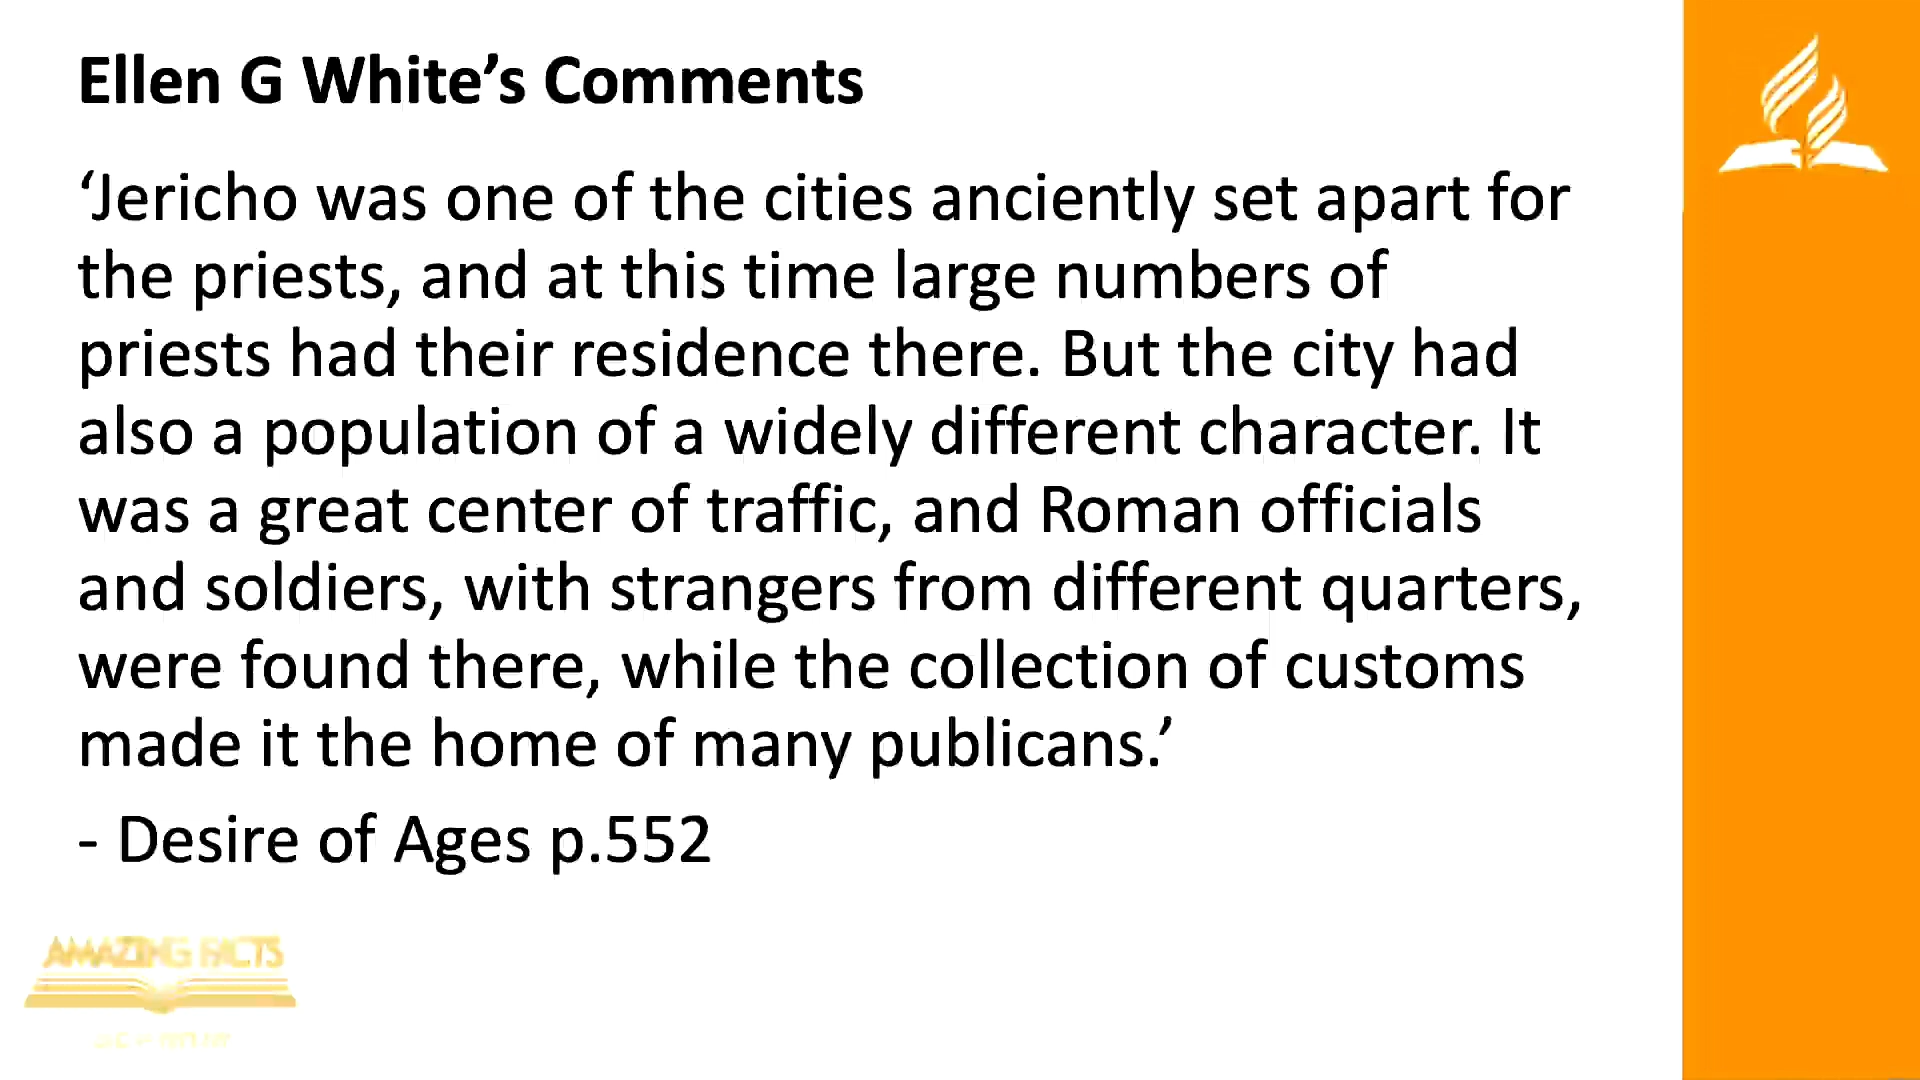 Ellen G White’s Comments
‘Jericho was one of the cities anciently set apart for
the priests, and at this time large numbers of
priests had their residence there. But the city had
also a population of a widely different character. It
was a great center of traffic, and Roman officials
and soldiers, with strangers from different quarters,
were found there, while the collection of customs
made it the home of many publicans.’
- Desire of Ages p.552
AMAZING FACTS